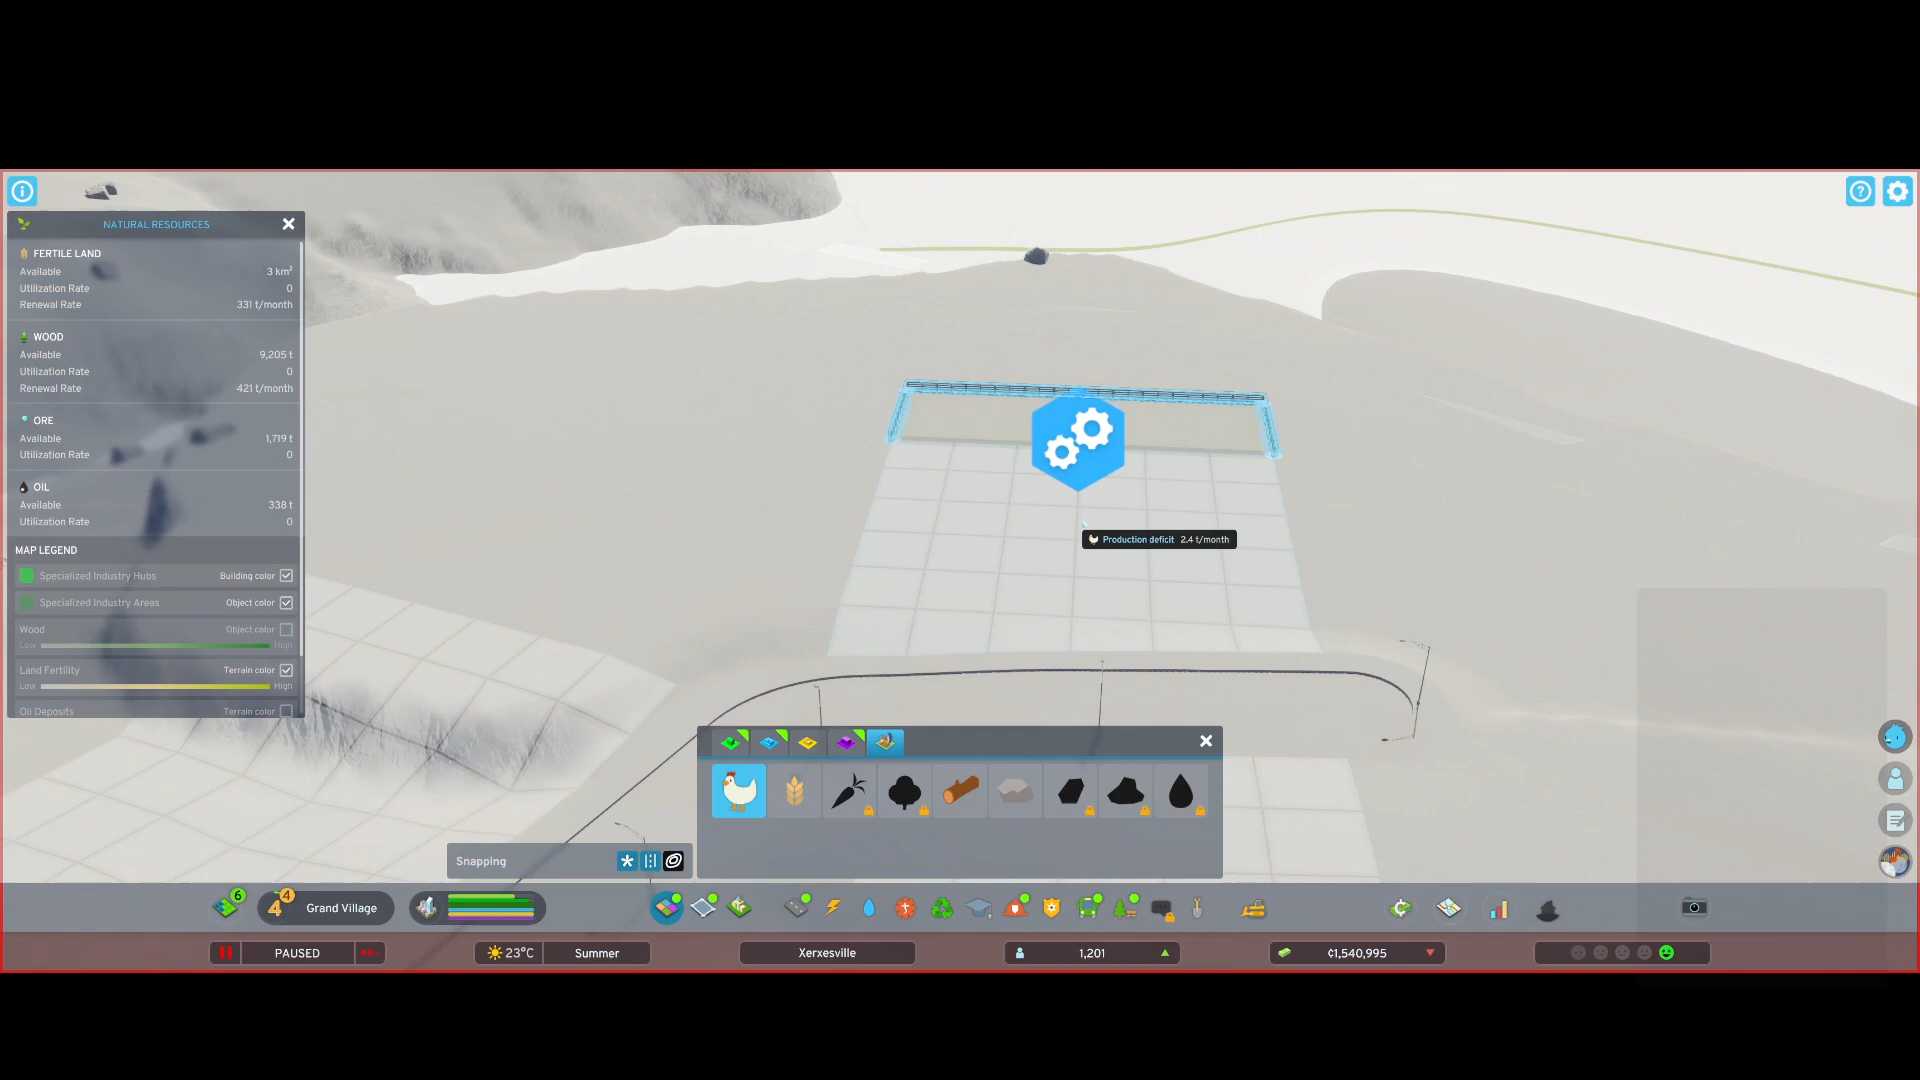 NATURAL RESOURCES
FERTILE LAND
Available 3 km²
Utilization Rate 0
Renewal Rate 331 t/month
WOOD
Available 9,205 t
Utilization Rate 0
Renewal Rate 421 t/month
ORE
Available 1,719 t
Utilization Rate 0
OIL
Available 338 t
Utilization Rate 0
MAP LEGEND
Specialized Industry Hubs Building color
Specialized Industry Areas Object color
Wood Object color
Low High
Land Fertility Terrain color
Low High
Oil Deposits Terrain color
Production deficit 2.4 t/month
Snapping
6
4 4 Grand Village
PAUSED 23°C Summer Xerxesville 1,201 ₵1,540,995